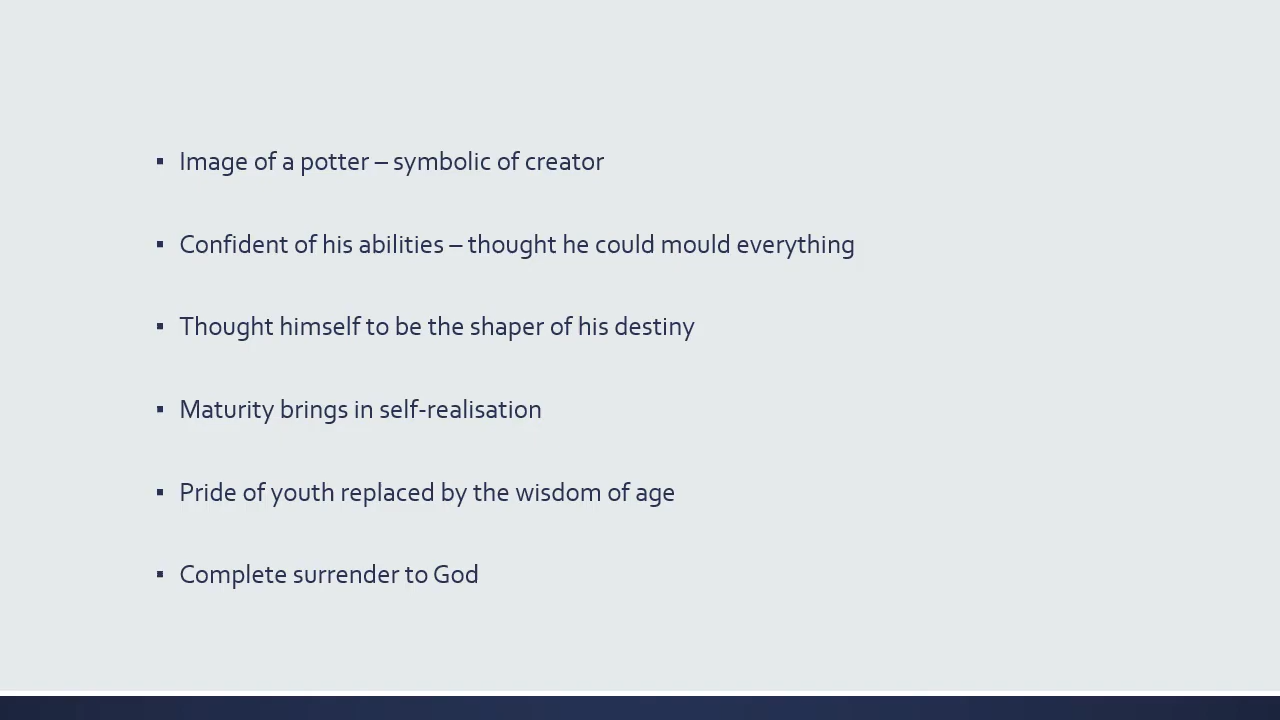 ▪ Image of a potter – symbolic of creator
▪ Confident of his abilities – thought he could mould everything
▪ Thought himself to be the shaper of his destiny
▪ Maturity brings in self-realisation
▪ Pride of youth replaced by the wisdom of age
▪ Complete surrender to God